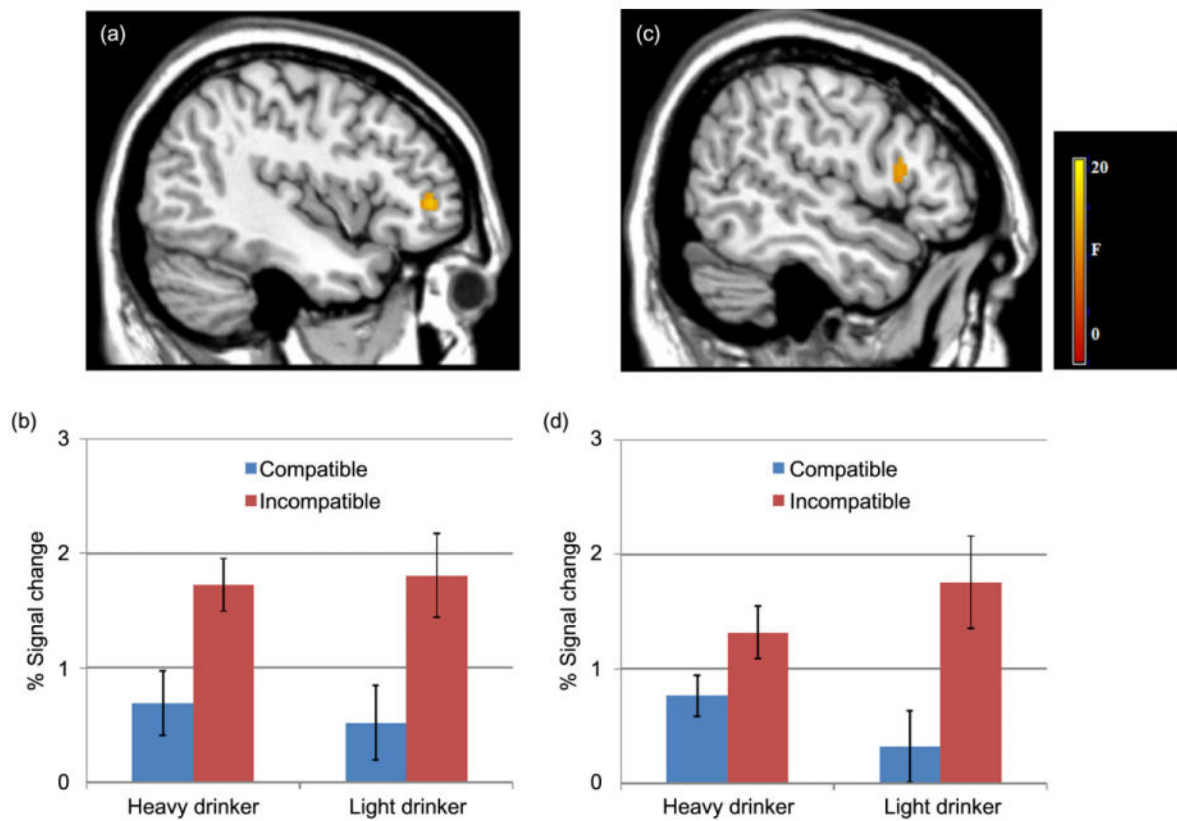 (a)
(c)
20
F
0
(b)
3
2
1
0
% Signal change
Compatible
Incompatible
Heavy drinker
Light drinker
(d)
3
2
1
0
% Signal change
Compatible
Incompatible
Heavy drinker
Light drinker